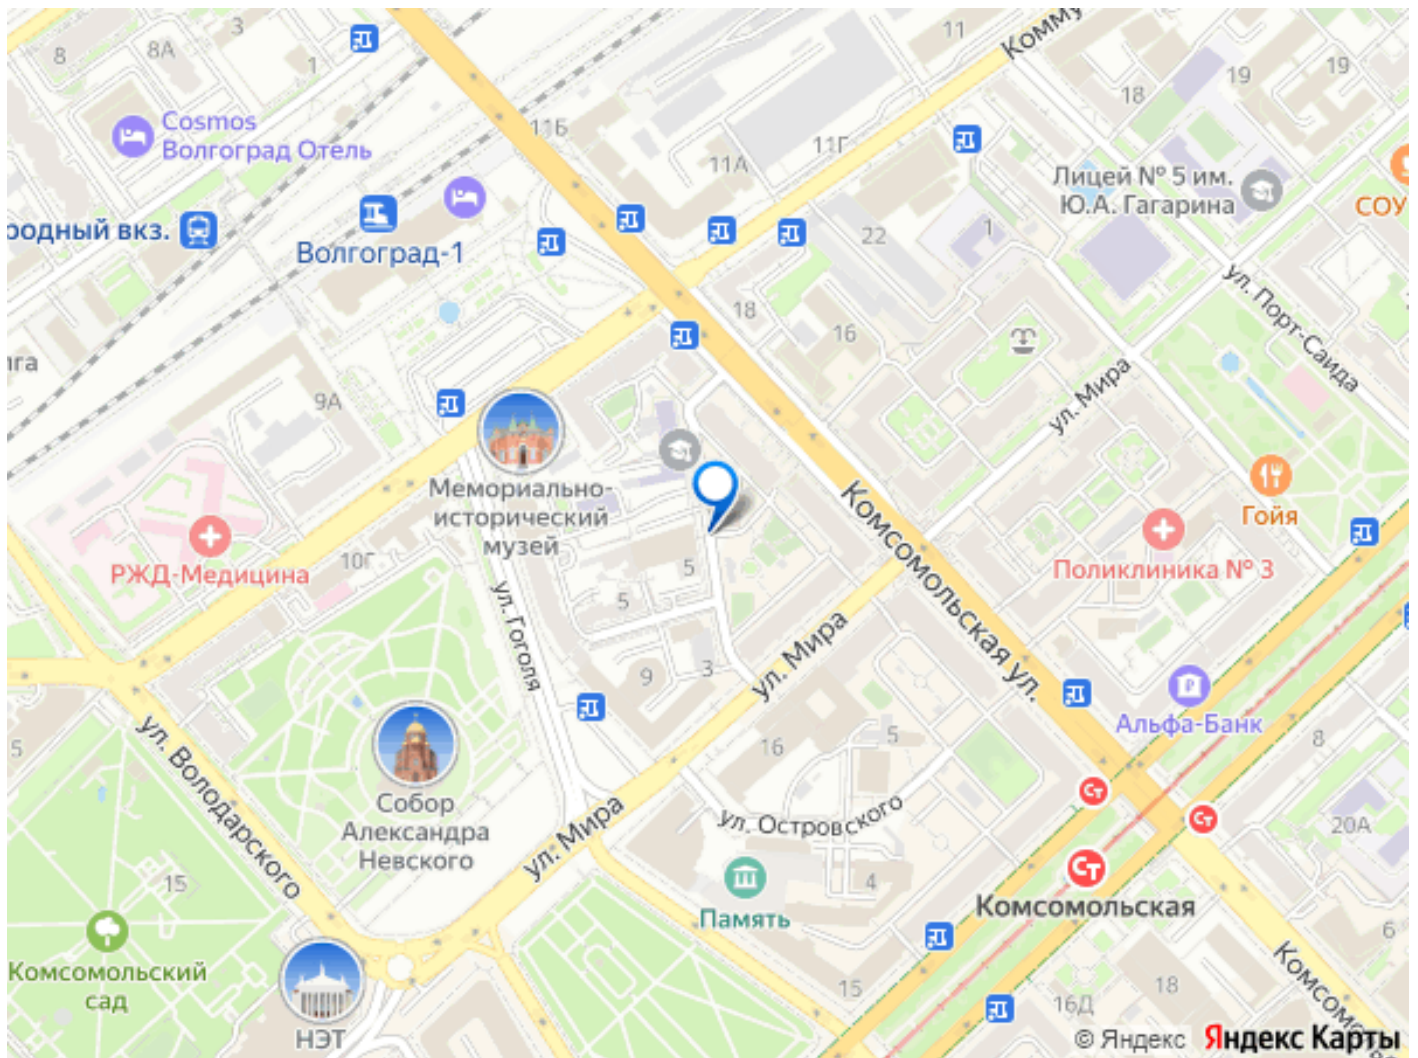 8
8А
3
1
11
Комму
19
19
18
Cosmos
Волгоград Отель
11Б
11А
11Г
Лицей № 5 им.
Ю.А. Гагарина
СОУ
родный вкз.
Волгоград-1
22
1
18
16
ул. Порт-Саида
ул. Мира
9А
Мемориально-
исторический
музей
Комсомольская ул.
Гойя
Поликлиника № 3
РЖД-Медицина
10Г
ул. Гоголя
5
5
9
3
ул. Мира
5
16
5
8
Альфа-Банк
ул. Володарского
Собор
Александра
Невского
ул. Мира
ул. Островского
20А
15
4
Память
Комсомольская
6
Комсомольский
сад
НЭТ
15
16Д
18
Комсомо
© Яндекс Яндекс Карты